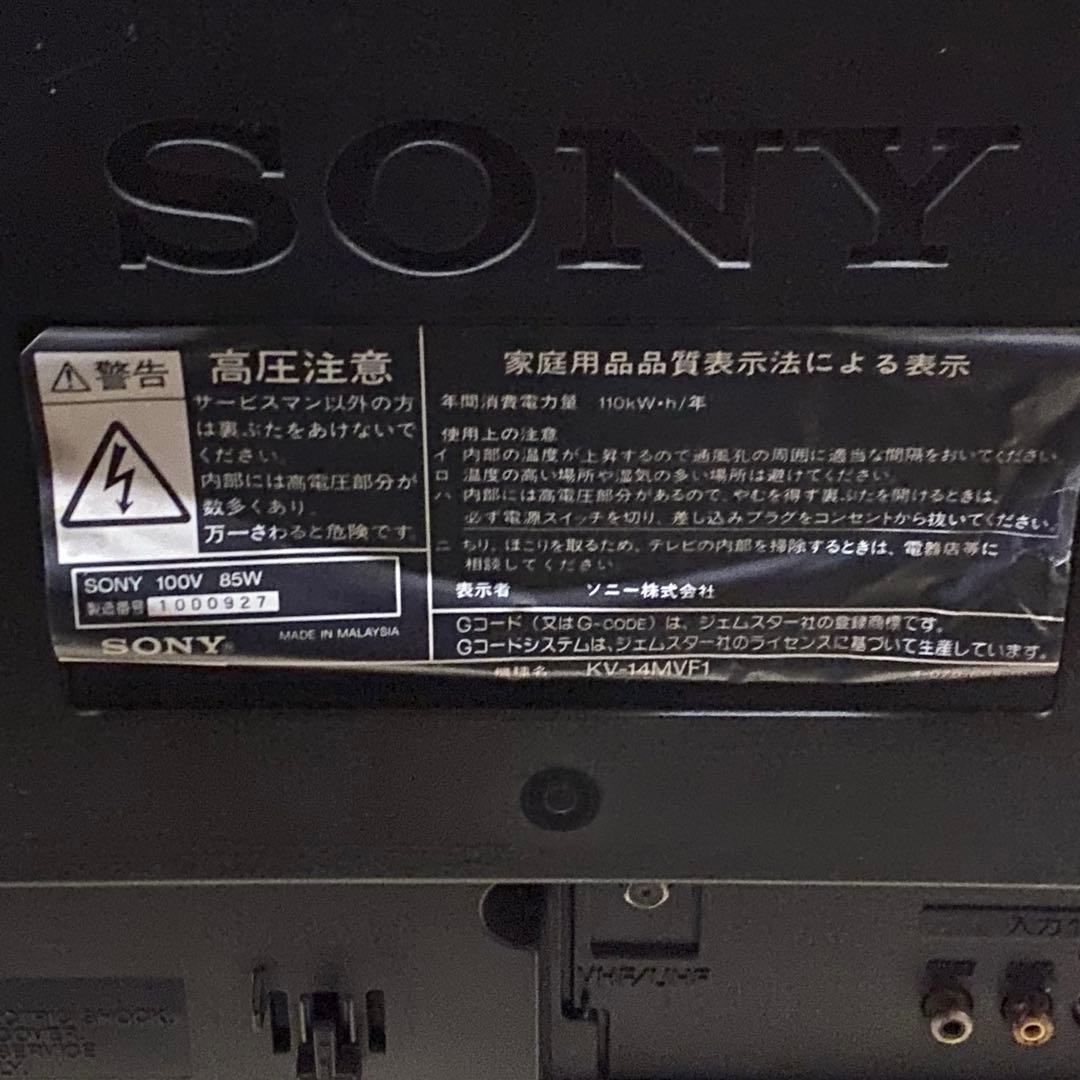 SONY
警告
高圧注意
サービスマン以外の方
は裏ぶたをあけないで
ください.
内部には高電圧部分が
数多くあり.
万一さわると危険です.
SONY 100V 85W
製造番号 1000927
SONY®
MADE IN MALAYSIA
家庭用品品質表示法による表示
年間消費電力量 110kW・h/年
使用上の注意
イ 内部の温度が上昇するので通風孔の周囲に適当な間隔をおいてください.
ロ 温度の高い場所や湿気の多い場所は避けてください.
ハ 内部には高電圧部分があるので、やむを得ず裏ぶたを開けるときは、
必ず電源スイッチを切り、差し込みプラグをコンセントから抜いてください.
ニ ちり、ほこりを取るため、テレビの内部を掃除するときは、電器店等に
相談してください.
表示者 ソニー株式会社
Gコード（又はG-CODE）は、ジェムスター社の登録商標です。
Gコードシステムは、ジェムスター社のライセンスに基づいて生産しています。
機種名 KV-14MVF1
VHF/UHF
入力
SHOCK.
COVER.
SERVICE